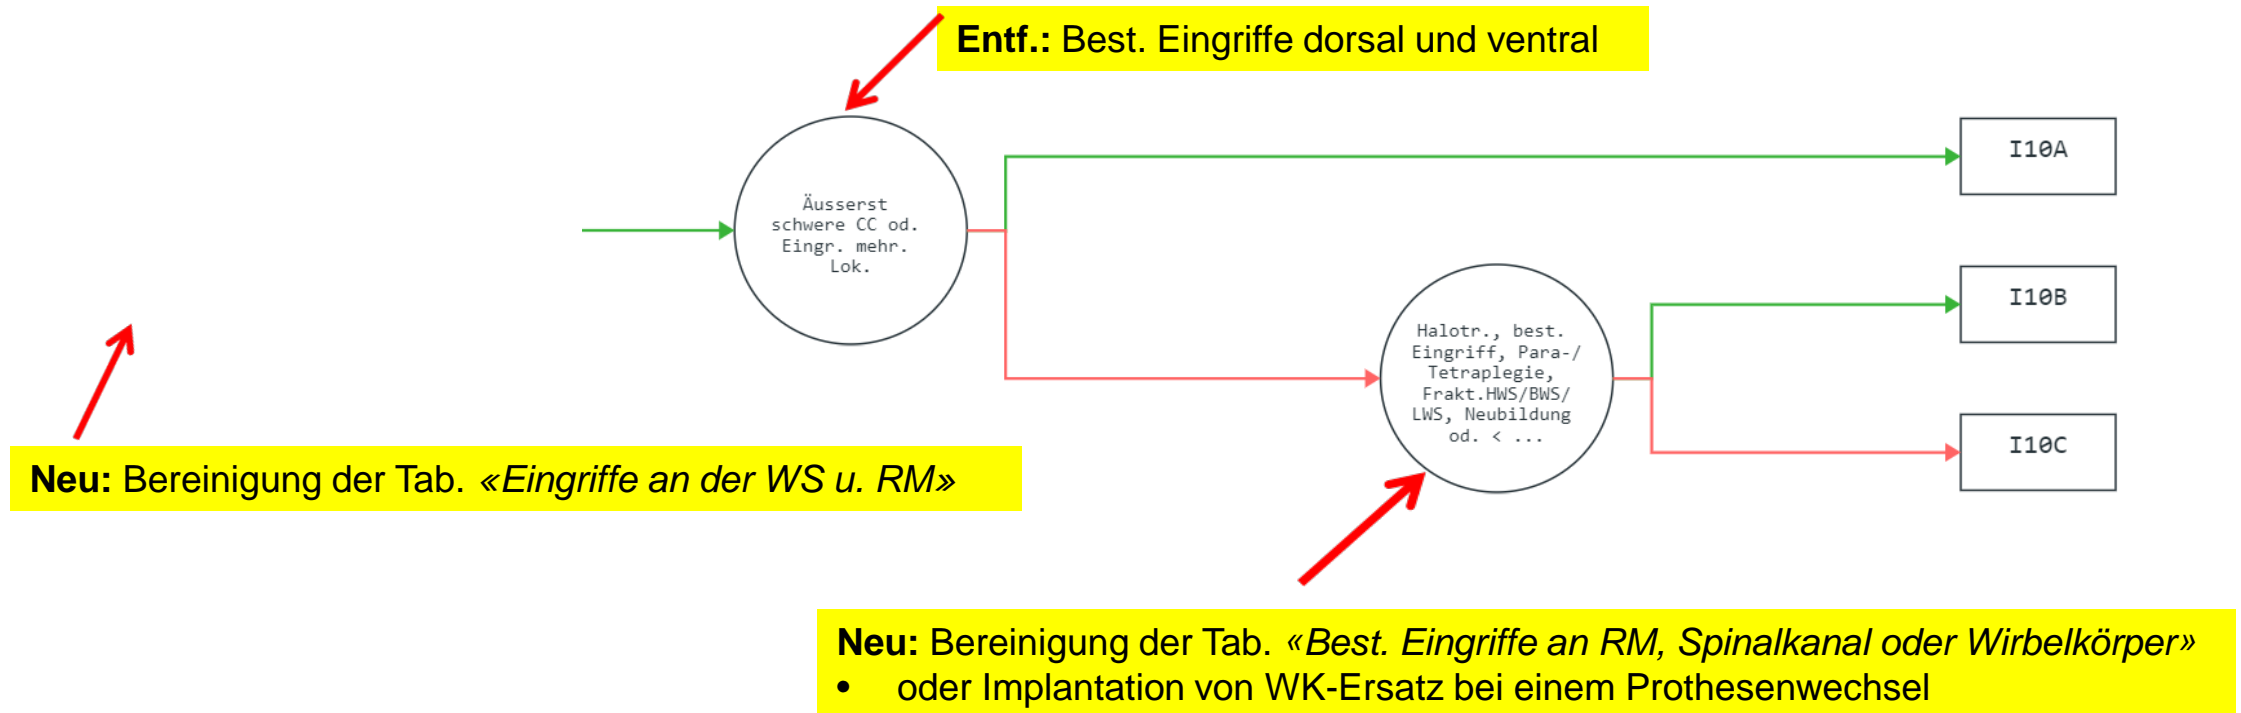 Entf.: Best. Eingriffe dorsal und ventral
I10A
Äusserst
schwere CC od.
Eingr. mehr.
Lok.
I10B
Halotr., best.
Eingriff, Para-/
Tetraplegie,
Frakt.HWS/BWS/
LWS, Neubildung
od. < ...
I10C
Neu: Bereinigung der Tab. «Eingriffe an der WS u. RM»
Neu: Bereinigung der Tab. «Best. Eingriffe an RM, Spinalkanal oder Wirbelkörper»
• oder Implantation von WK-Ersatz bei einem Prothesenwechsel